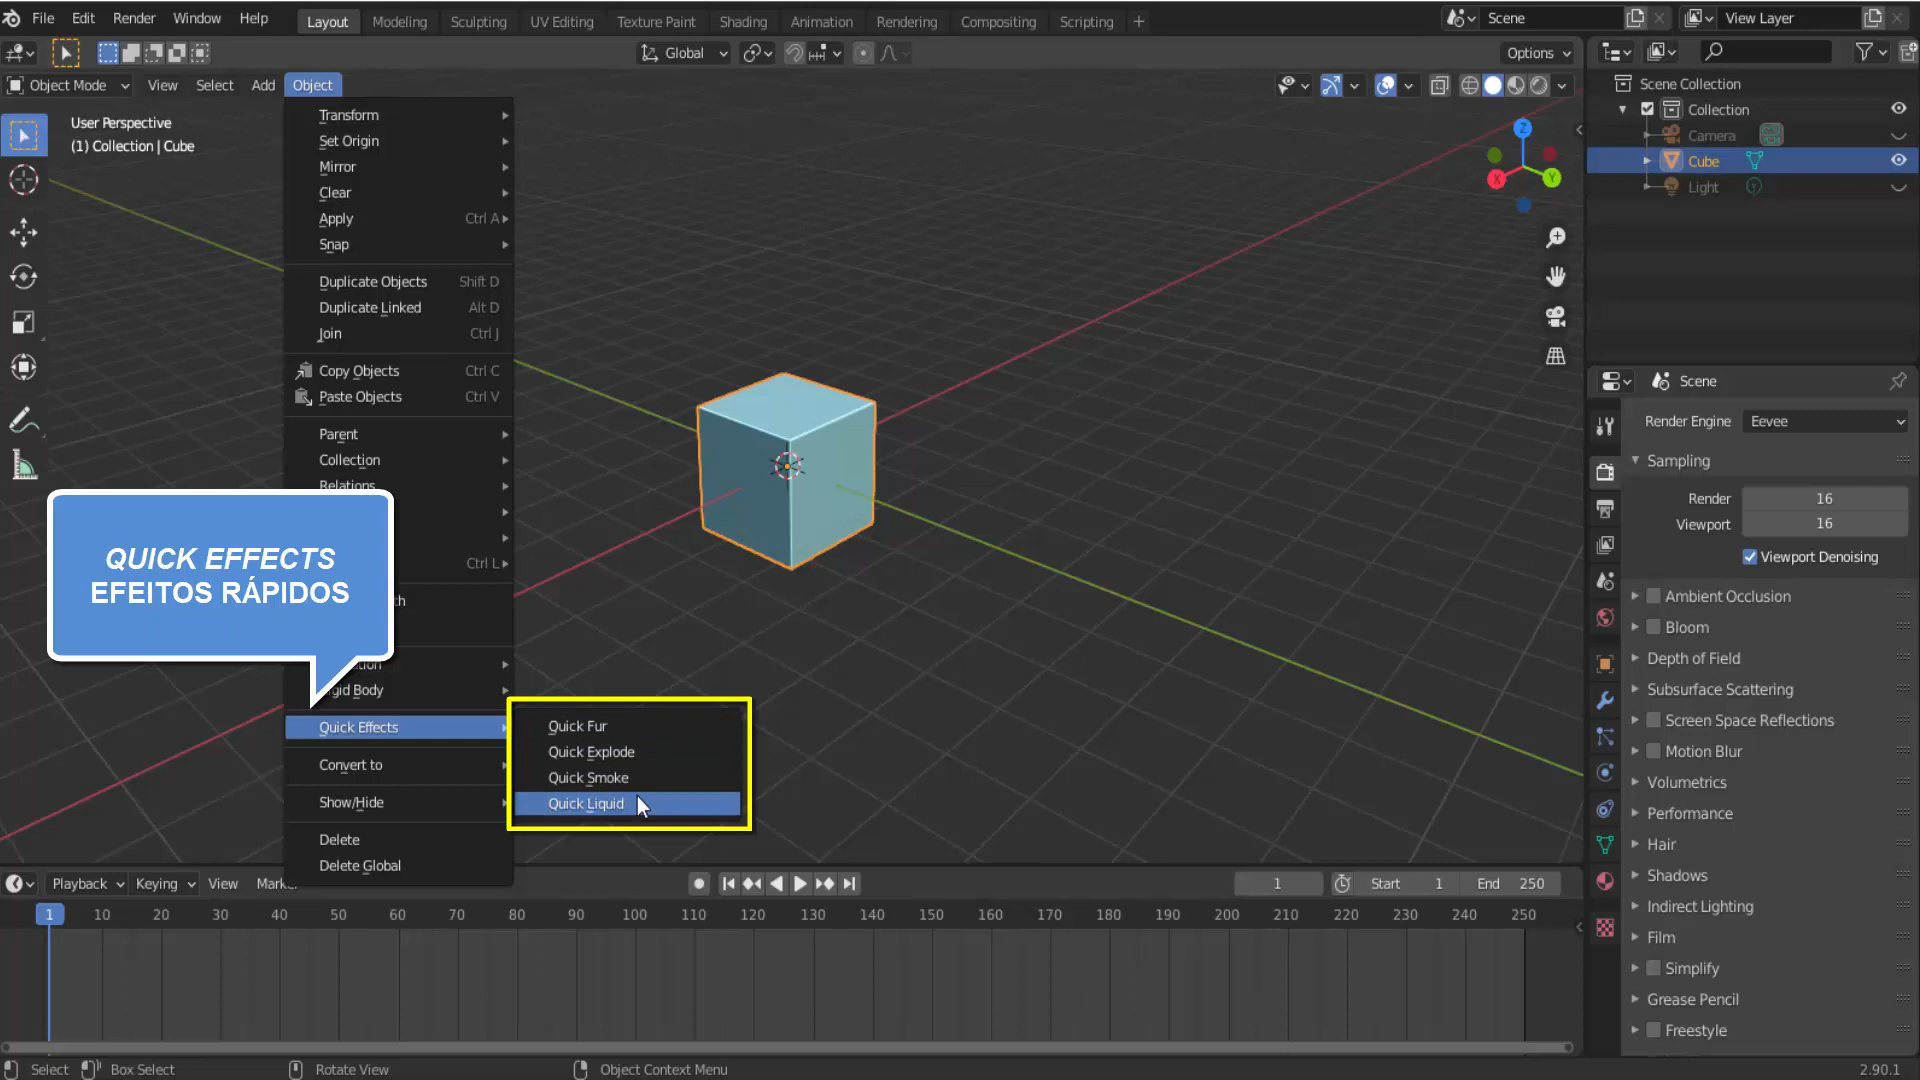 File Edit Render Window Help
Layout Modeling Sculpting UV Editing Texture Paint Shading Animation Rendering Compositing Scripting +
Scene
View Layer
Global
Options
Object Mode View Select Add Object
User Perspective
(1) Collection | Cube
Transform
Set Origin
Mirror
Clear
Apply Ctrl A
Snap
Duplicate Objects Shift D
Duplicate Linked Alt D
Join Ctrl J
Copy Objects Ctrl C
Paste Objects Ctrl V
Parent
Collection
Relations
Ctrl L
QUICK EFFECTS
EFEITOS RÁPIDOS
Quick Effects
Convert to
Show/Hide
Delete
Delete Global
Quick Fur
Quick Explode
Quick Smoke
Quick Liquid
Z
X
Y
Scene Collection
Collection
Camera
Cube
Light
Scene
Render Engine Eevee
Sampling
Render 16
Viewport 16
Viewport Denoising
Ambient Occlusion
Bloom
Depth of Field
Subsurface Scattering
Screen Space Reflections
Motion Blur
Volumetrics
Performance
Hair
Shadows
Indirect Lighting
Film
Simplify
Grease Pencil
Freestyle
Playback Keying View
1 Start 1 End 250
1 10 20 30 40 50 60 70 80 90 100 110 120 130 140 150 160 170 180 190 200 210 220 230 240 250
Select Box Select Rotate View Object Context Menu
2.90.1